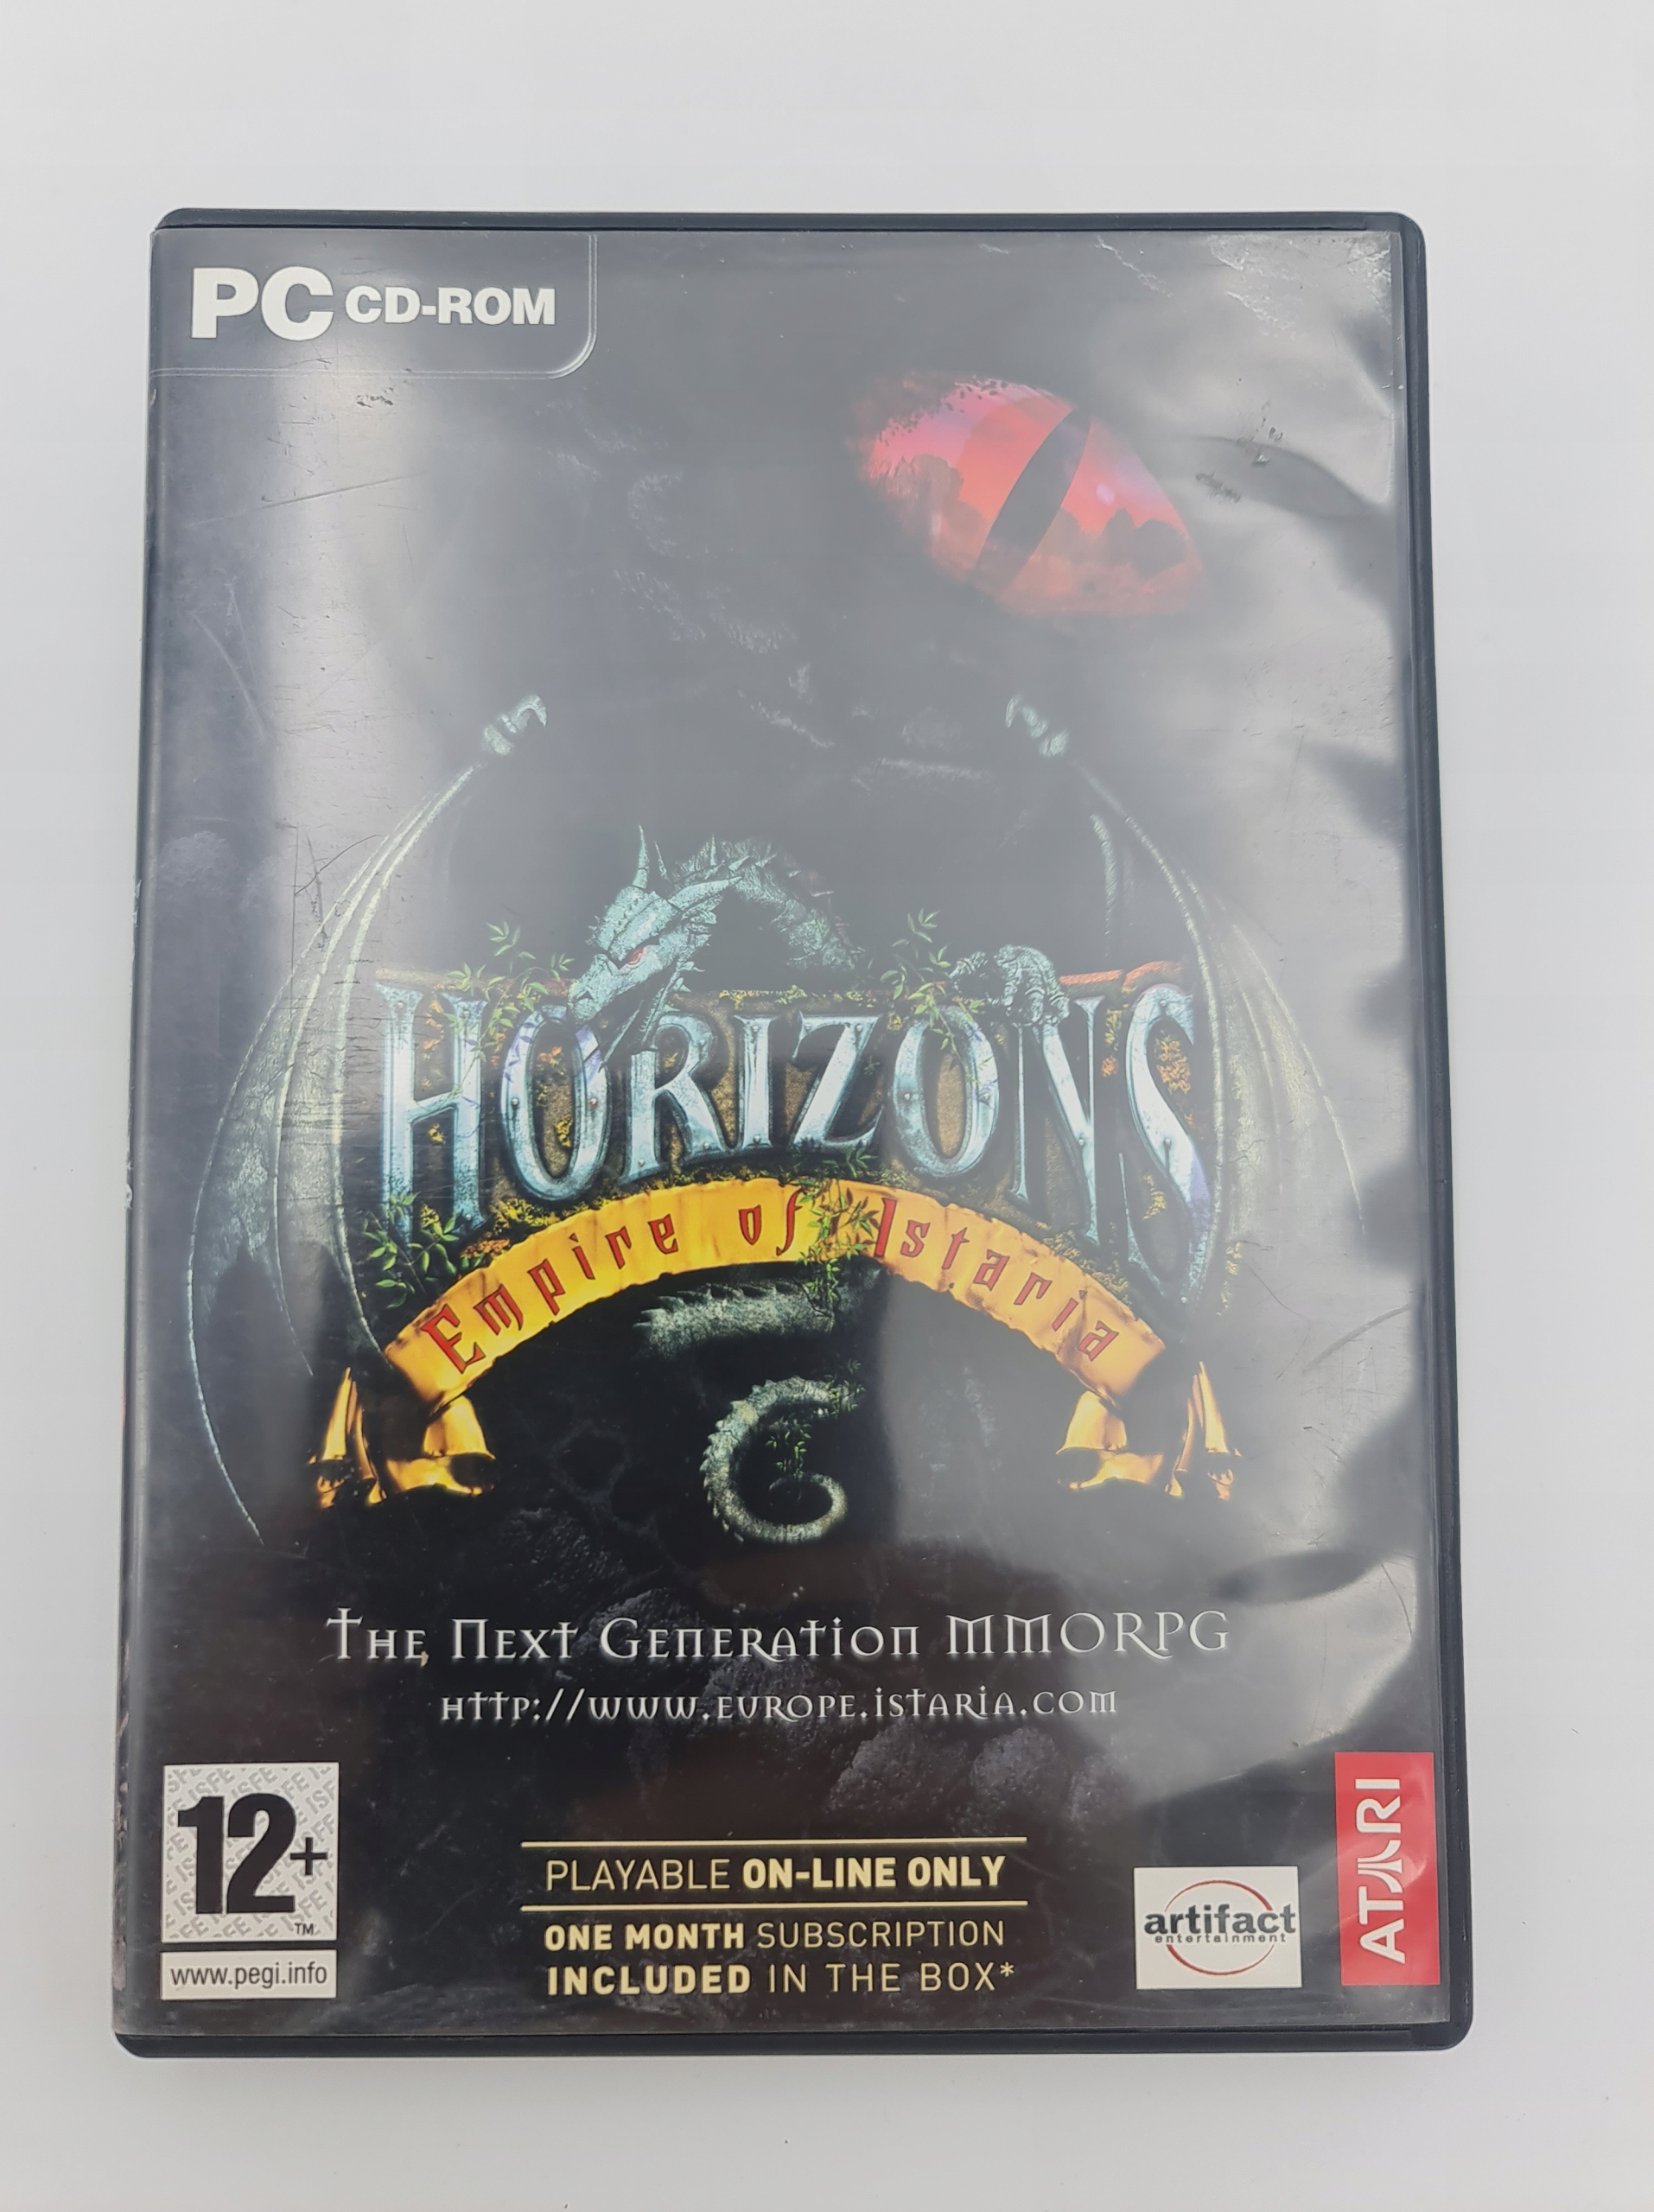 PC CD-ROM
HORIZONS
Empire of Istaria
The Next Generation MMORPG
http://www.europe.istaria.com
12+
TM
www.pegi.info
PLAYABLE ON-LINE ONLY
ONE MONTH SUBSCRIPTION
INCLUDED IN THE BOX*
artifact
entertainment
ATARI